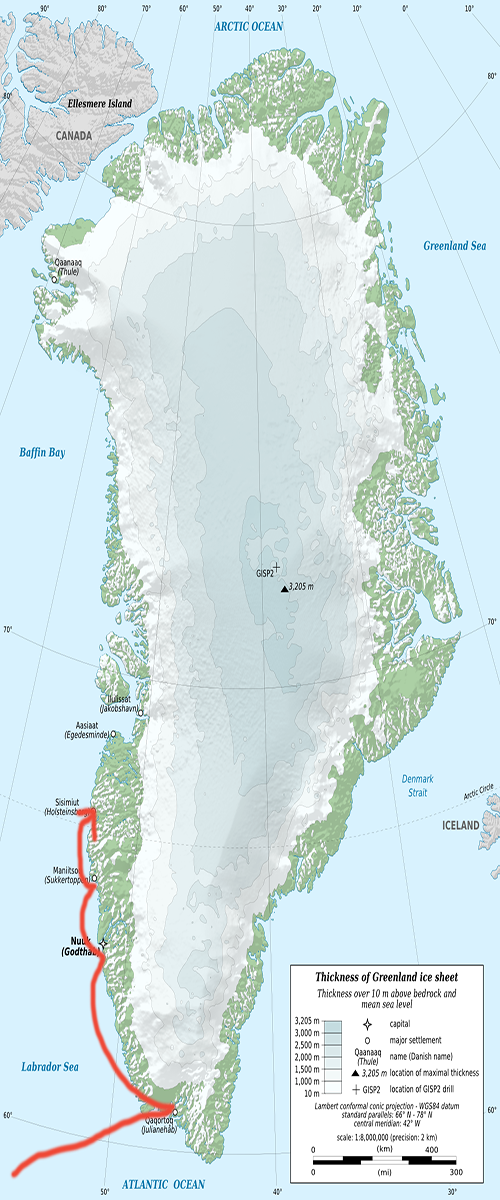 90°
80°
70°
60°
50°
40°
30°
20°
10°
0°
10°
ARCTIC OCEAN
80°
80°
Ellesmere Island
CANADA
Greenland Sea
Qaanaaq
(Thule)
Baffin Bay
GISP2
3,205 m
70°
70°
Ilulissat
(Jakobshavn)
Aasiaat
(Egedesminde)
Denmark
Strait
Arctic Circle
Sisimiut
ICELAND
Maniitso
(Sukkertoppen)
Nuuk
(Godthåb)
Labrador Sea
60°
60°
Qaqortoq
(Julianehåb)
50°
ATLANTIC OCEAN
40°
30°
Thickness of Greenland ice sheet
Thickness over 10 m above bedrock and
mean sea level
3,205 m
3,000 m
2,500 m
2,000 m
1,500 m
1,000 m
10 m
capital
major settlement
Qaanaaq
(Thule)
name (Danish name)
3,205 m
location of maximal thickness
GISP2
location of GISP2 drill
Lambert conformal conic projection - WGS84 datum
standard parallels: 66° N - 78° N
central meridian: 42° W
scale: 1:8,000,000 (precision: 2 km)
0
(km)
400
0
(mi)
300